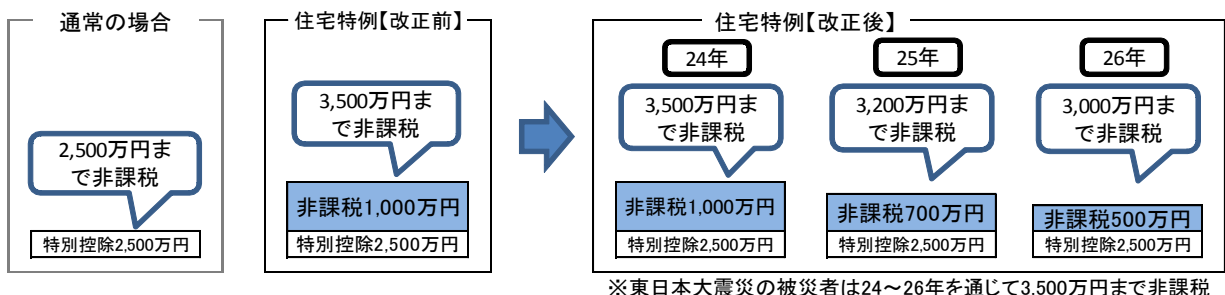 通常の場合
2,500万円ま
で非課税
特別控除2,500万円
住宅特例【改正前】
3,500万円ま
で非課税
非課税1,000万円
特別控除2,500万円
住宅特例【改正後】
24年
3,500万円ま
で非課税
非課税1,000万円
特別控除2,500万円
25年
3,200万円ま
で非課税
非課税700万円
特別控除2,500万円
26年
3,000万円ま
で非課税
非課税500万円
特別控除2,500万円
※東日本大震災の被災者は24～26年を通じて3,500万円まで非課税